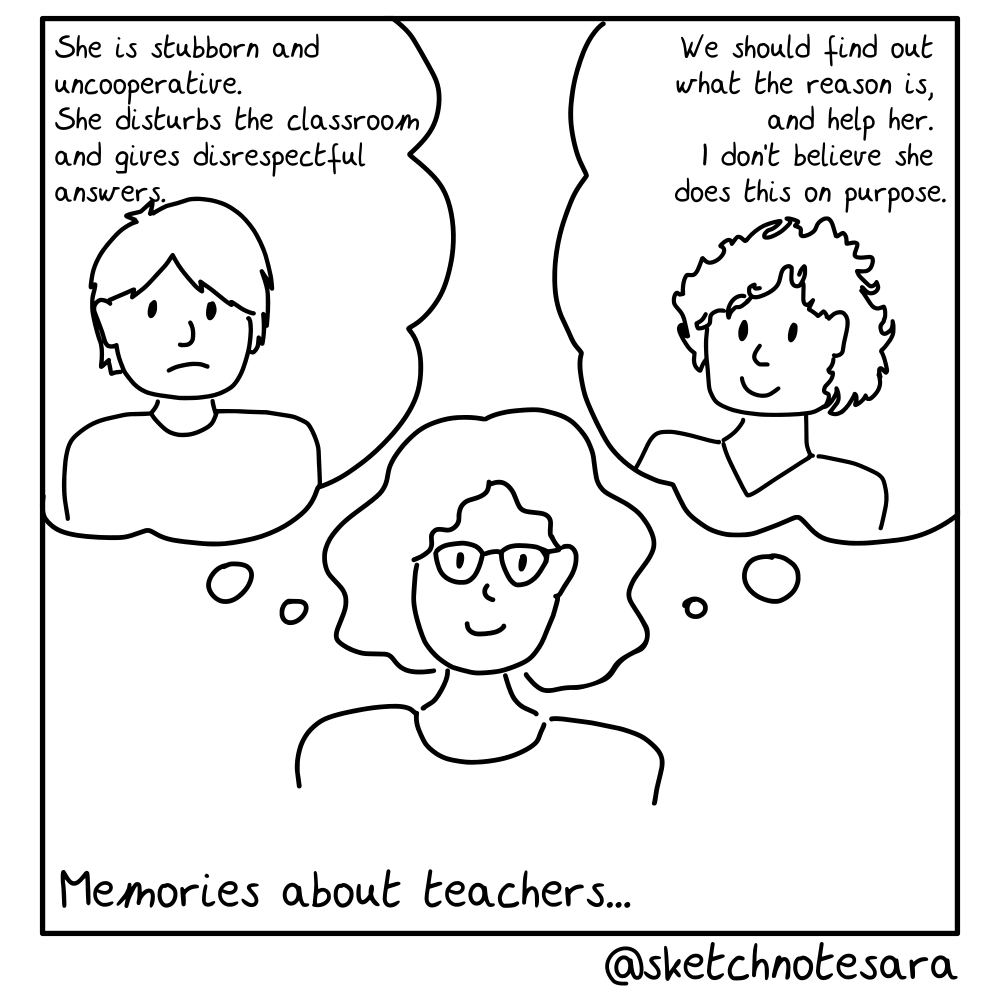 She is stubborn and
uncooperative.
She disturbs the classroom
and gives disrespectful
answers.
We should find out
what the reason is,
and help her.
I don't believe she
does this on purpose.
Memories about teachers...
@sketchnotesara